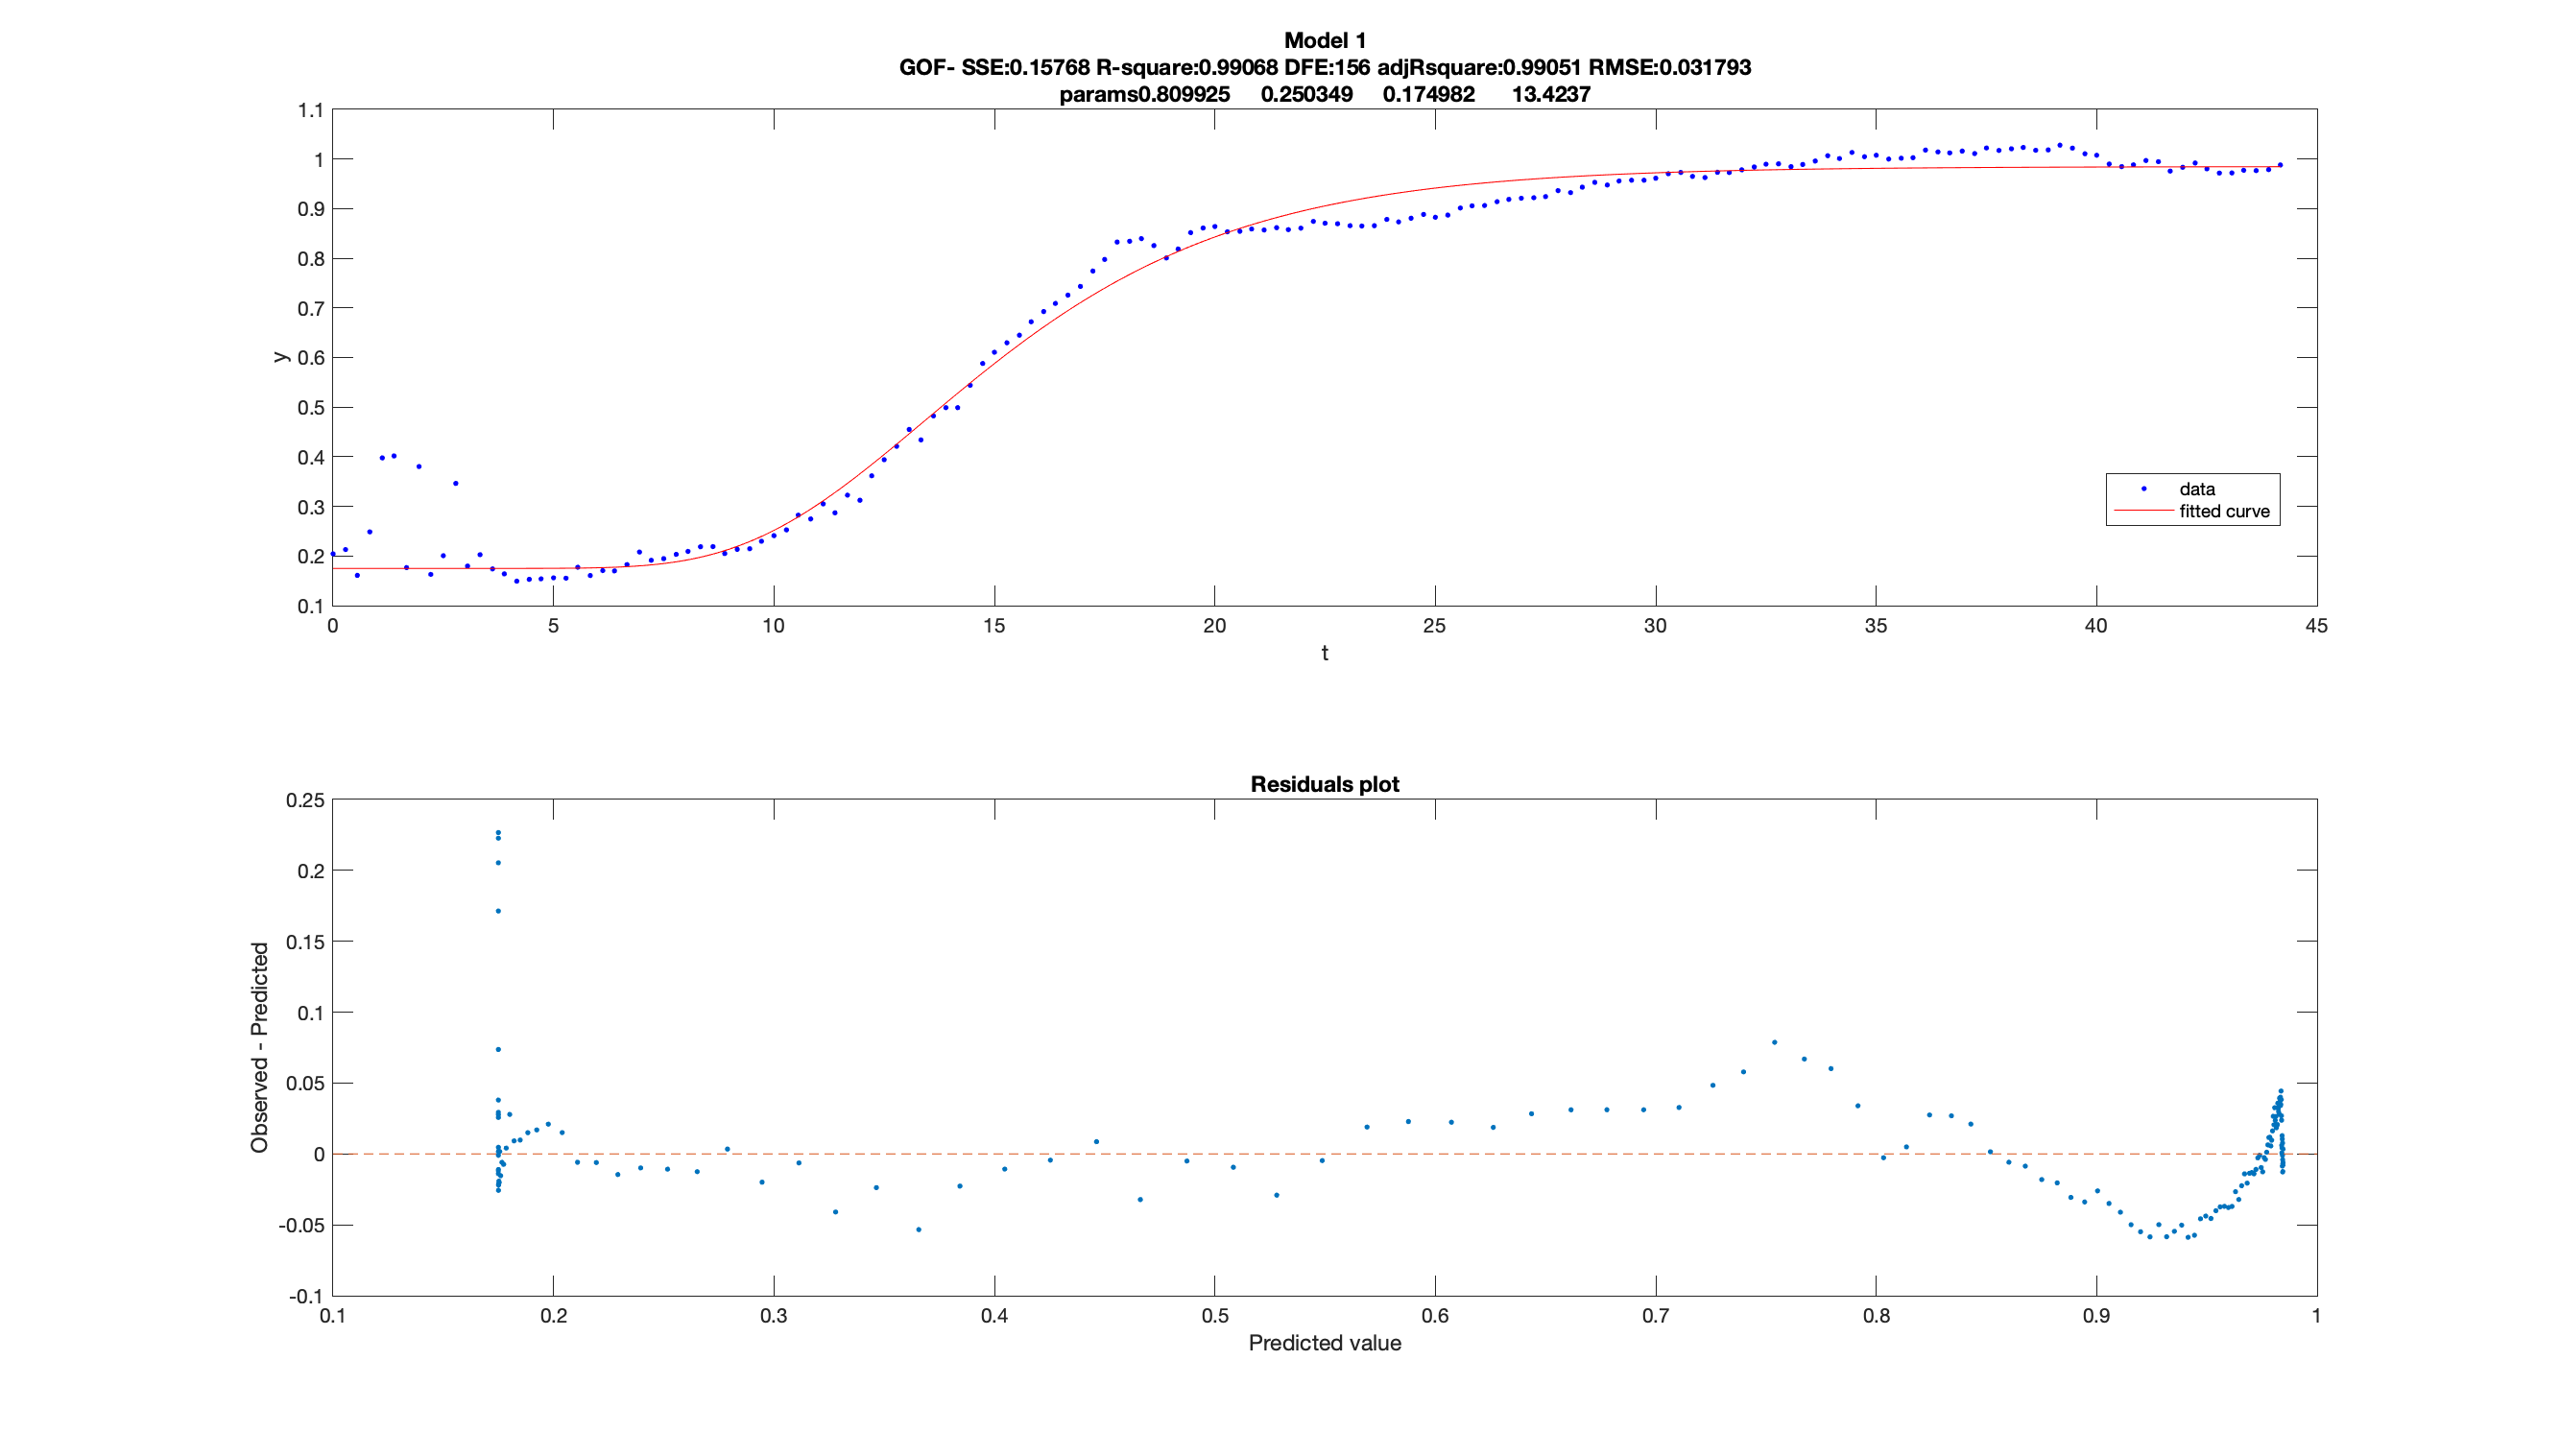 Model 1
GOF- SSE:0.15768 R-square:0.99068 DFE:156 adjRsquare:0.99051 RMSE:0.031793
params0.809925 0.250349 0.174982 13.4237
1.1
1
0.9
0.8
0.7
0.6
0.5
0.4
0.3
0.2
0.1
y
0 5 10 15 20 25 30 35 40 45
t
data
fitted curve
Residuals plot
0.25
0.2
0.15
0.1
0.05
0
-0.05
-0.1
Observed - Predicted
0.1 0.2 0.3 0.4 0.5 0.6 0.7 0.8 0.9 1
Predicted value